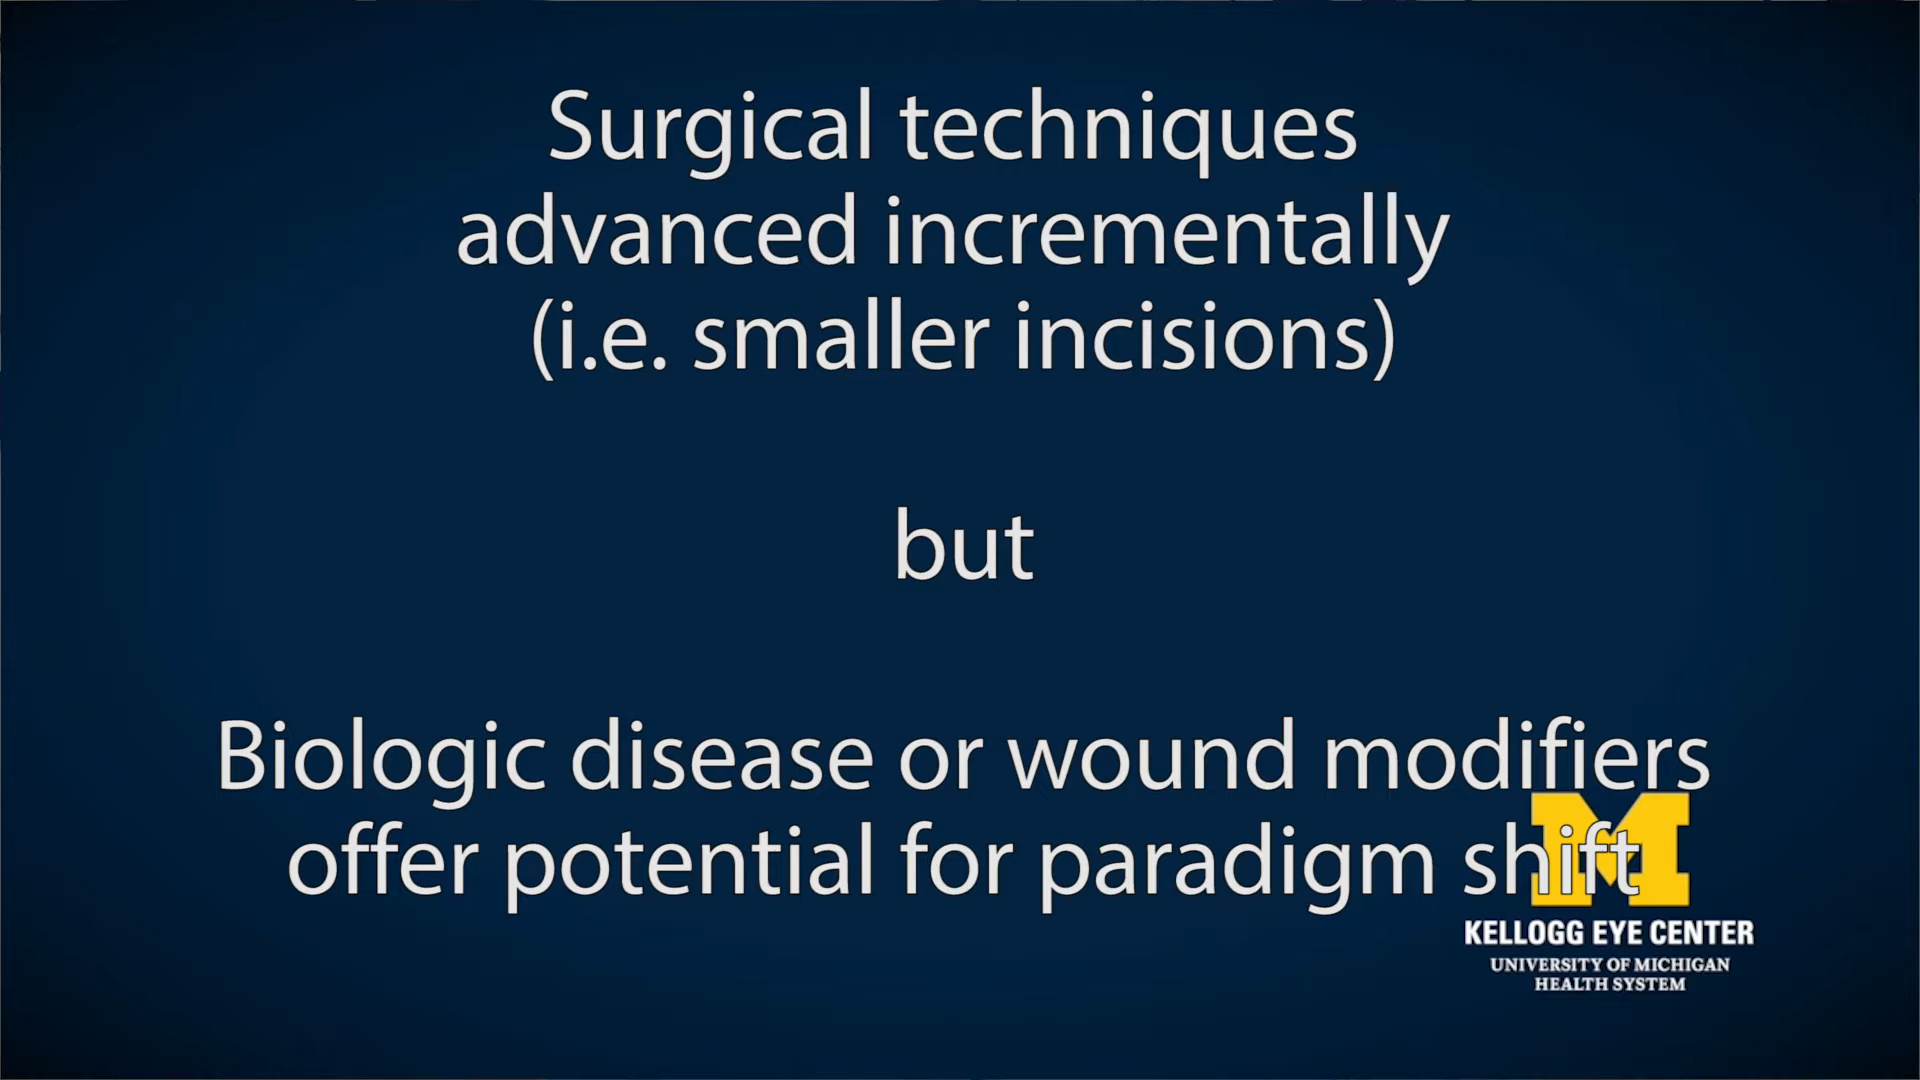 Surgical techniques
advanced incrementally
(i.e. smaller incisions)
but
Biologic disease or wound modifiers
offer potential for paradigm shift
M
KELLOGG EYE CENTER
UNIVERSITY OF MICHIGAN
HEALTH SYSTEM